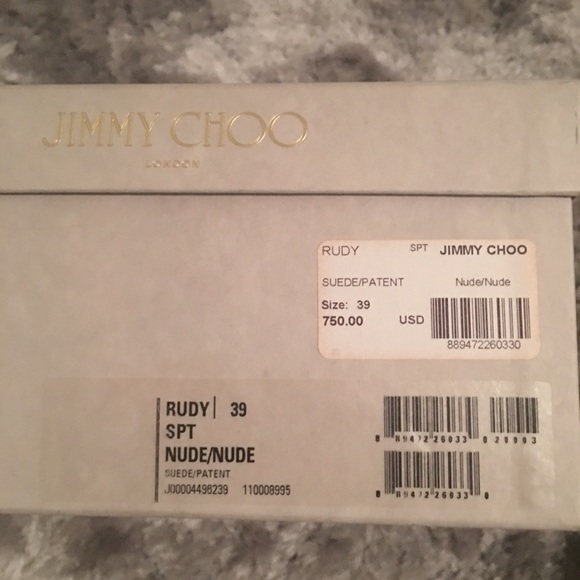 JIMMY CHOO
LONDON
RUDY SPT JIMMY CHOO
SUEDE/PATENT Nude/Nude
Size: 39
750.00 USD
889472260330
RUDY 39
SPT
NUDE/NUDE
SUEDE/PATENT
J00004496239 110008995